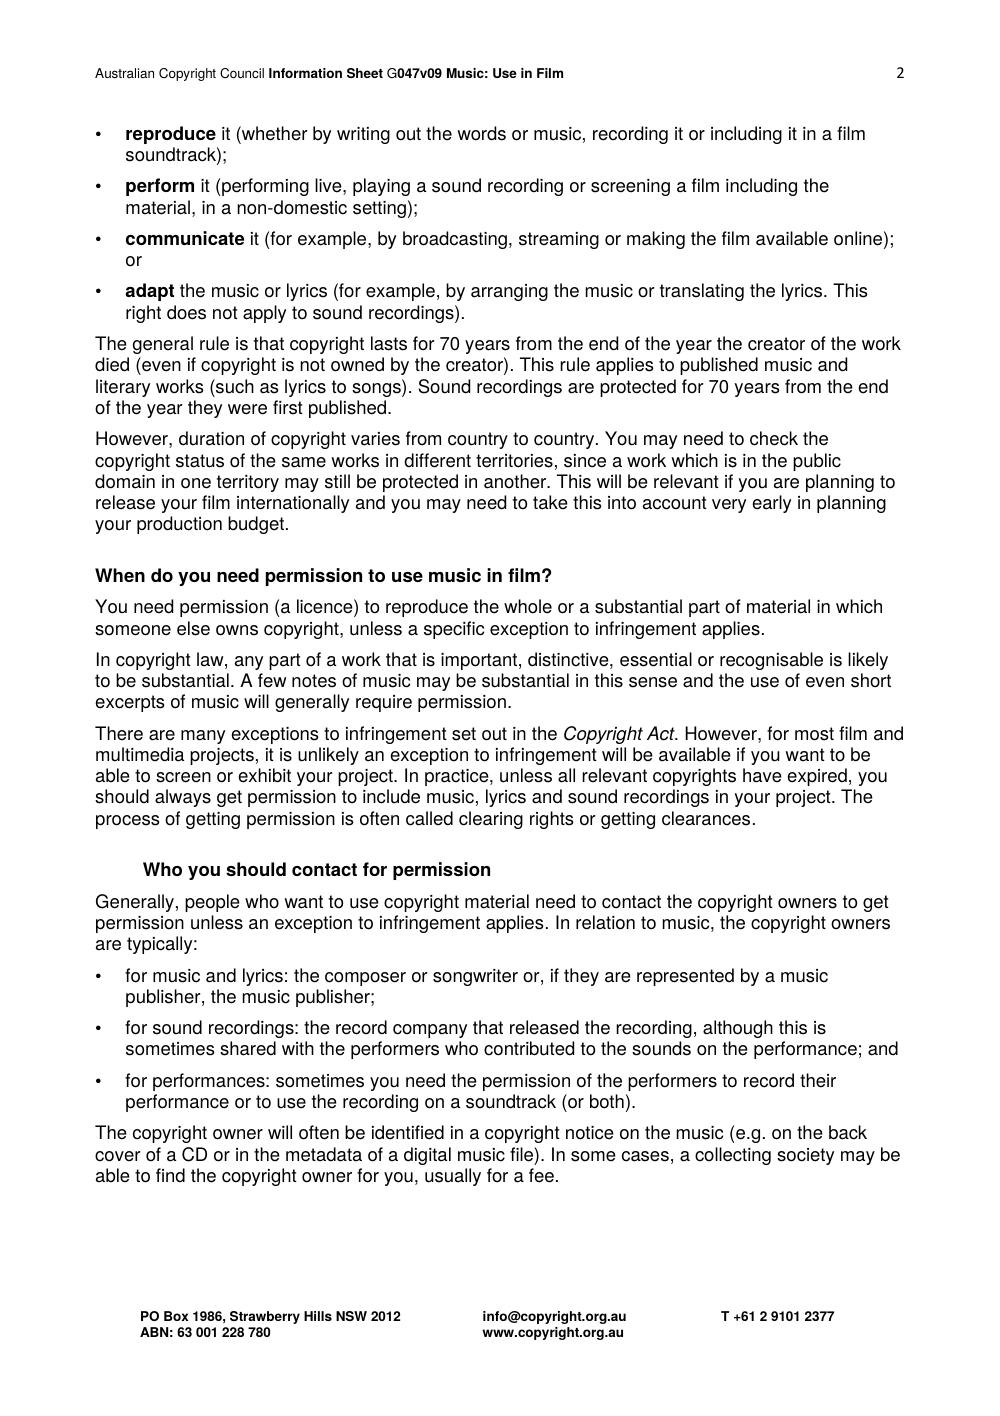 Australian Copyright Council Information Sheet G047v09 Music: Use in Film 2
• reproduce it (whether by writing out the words or music, recording it or including it in a film
soundtrack);
• perform it (performing live, playing a sound recording or screening a film including the
material, in a non-domestic setting);
• communicate it (for example, by broadcasting, streaming or making the film available online);
or
• adapt the music or lyrics (for example, by arranging the music or translating the lyrics. This
right does not apply to sound recordings).
The general rule is that copyright lasts for 70 years from the end of the year the creator of the work
died (even if copyright is not owned by the creator). This rule applies to published music and
literary works (such as lyrics to songs). Sound recordings are protected for 70 years from the end
of the year they were first published.
However, duration of copyright varies from country to country. You may need to check the
copyright status of the same works in different territories, since a work which is in the public
domain in one territory may still be protected in another. This will be relevant if you are planning to
release your film internationally and you may need to take this into account very early in planning
your production budget.
When do you need permission to use music in film?
You need permission (a licence) to reproduce the whole or a substantial part of material in which
someone else owns copyright, unless a specific exception to infringement applies.
In copyright law, any part of a work that is important, distinctive, essential or recognisable is likely
to be substantial. A few notes of music may be substantial in this sense and the use of even short
excerpts of music will generally require permission.
There are many exceptions to infringement set out in the Copyright Act. However, for most film and
multimedia projects, it is unlikely an exception to infringement will be available if you want to be
able to screen or exhibit your project. In practice, unless all relevant copyrights have expired, you
should always get permission to include music, lyrics and sound recordings in your project. The
process of getting permission is often called clearing rights or getting clearances.
Who you should contact for permission
Generally, people who want to use copyright material need to contact the copyright owners to get
permission unless an exception to infringement applies. In relation to music, the copyright owners
are typically:
• for music and lyrics: the composer or songwriter or, if they are represented by a music
publisher, the music publisher;
• for sound recordings: the record company that released the recording, although this is
sometimes shared with the performers who contributed to the sounds on the performance; and
• for performances: sometimes you need the permission of the performers to record their
performance or to use the recording on a soundtrack (or both).
The copyright owner will often be identified in a copyright notice on the music (e.g. on the back
cover of a CD or in the metadata of a digital music file). In some cases, a collecting society may be
able to find the copyright owner for you, usually for a fee.
PO Box 1986, Strawberry Hills NSW 2012 info@copyright.org.au T +61 2 9101 2377
ABN: 63 001 228 780 www.copyright.org.au